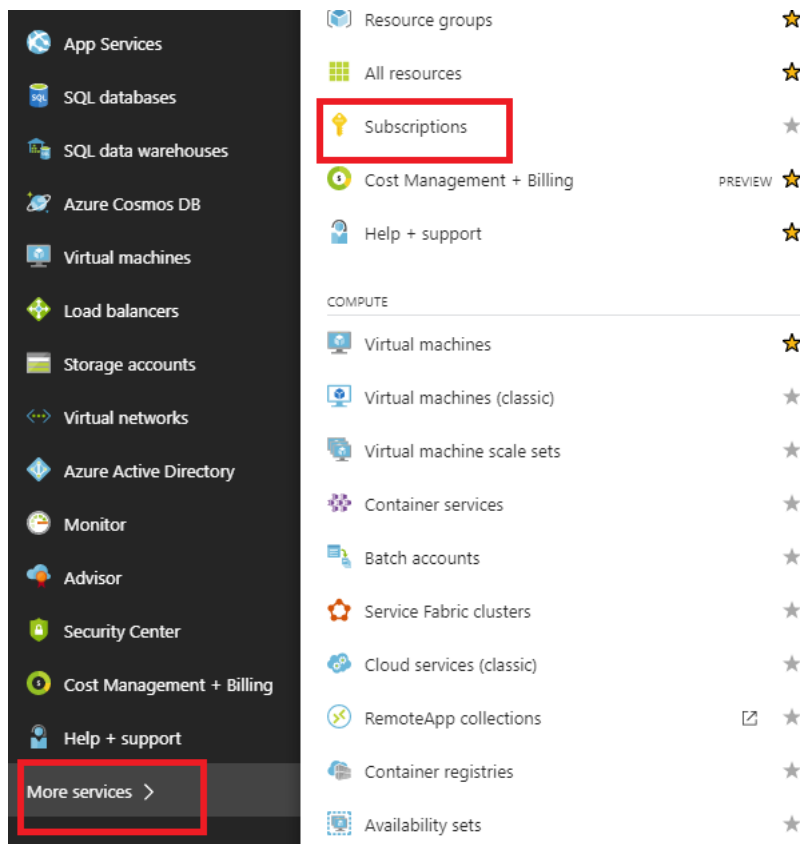 App Services
SQL databases
SQL data warehouses
Azure Cosmos DB
Virtual machines
Load balancers
Storage accounts
Virtual networks
Azure Active Directory
Monitor
Advisor
Security Center
Cost Management + Billing
Help + support
More services
Resource groups
All resources
Subscriptions
Cost Management + Billing PREVIEW
Help + support
COMPUTE
Virtual machines
Virtual machines (classic)
Virtual machine scale sets
Container services
Batch accounts
Service Fabric clusters
Cloud services (classic)
RemoteApp collections
Container registries
Availability sets